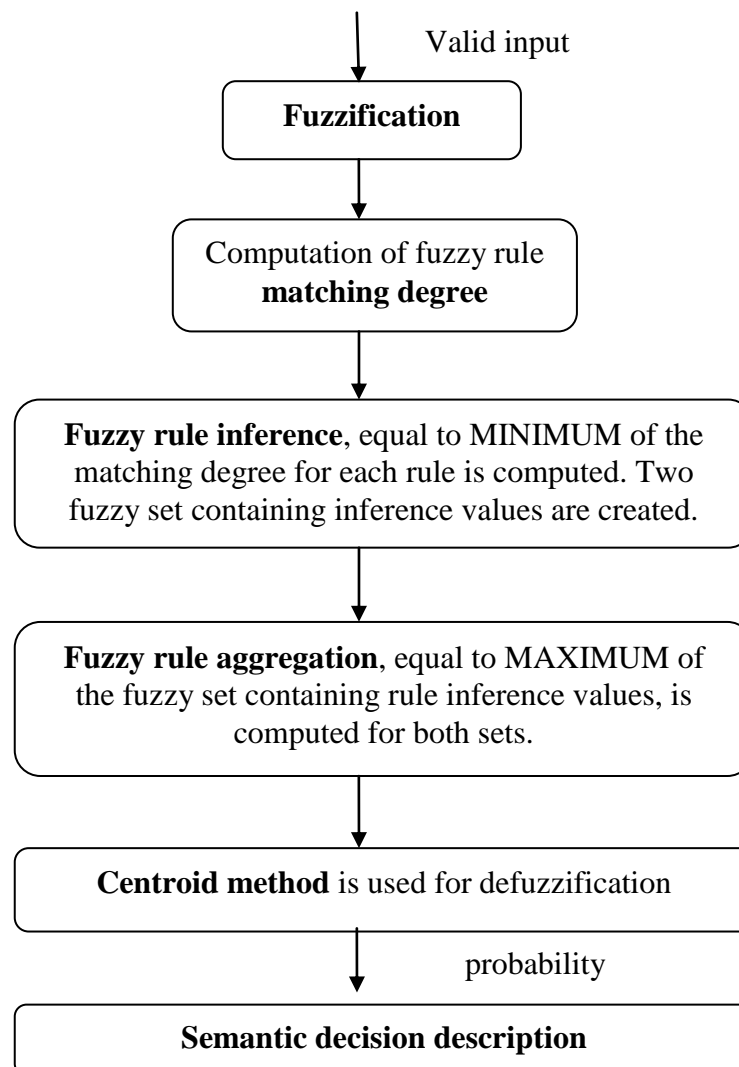 Valid input
Fuzzification
Computation of fuzzy rule
matching degree
Fuzzy rule inference, equal to MINIMUM of the
matching degree for each rule is computed. Two
fuzzy set containing inference values are created.
Fuzzy rule aggregation, equal to MAXIMUM of
the fuzzy set containing rule inference values, is
computed for both sets.
Centroid method is used for defuzzification
probability
Semantic decision description